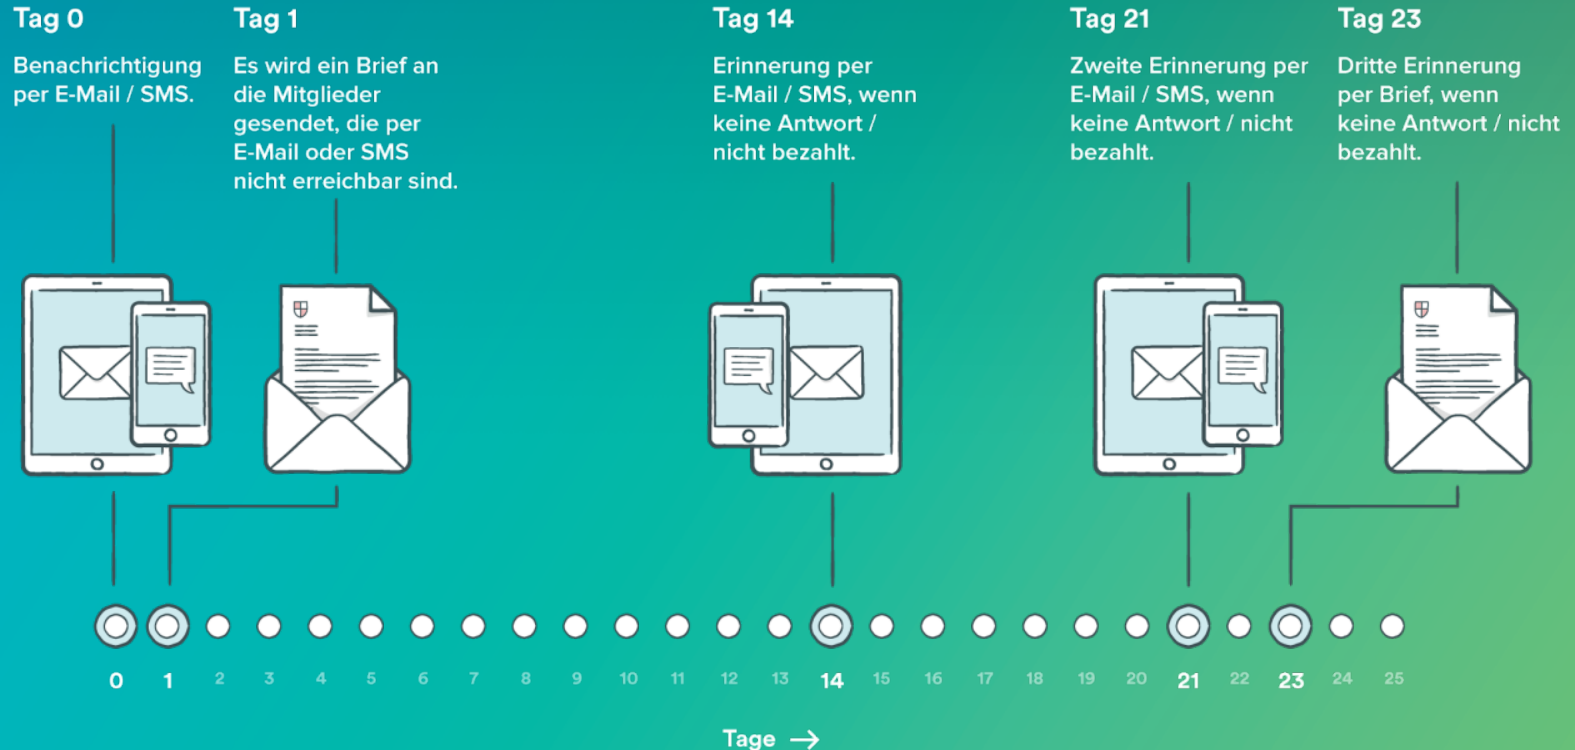 Tag 0
Benachrichtigung
per E-Mail / SMS.
Tag 1
Es wird ein Brief an
die Mitglieder
gesendet, die per
E-Mail oder SMS
nicht erreichbar sind.
Tag 14
Erinnerung per
E-Mail / SMS, wenn
keine Antwort /
nicht bezahlt.
Tag 21
Zweite Erinnerung per
E-Mail / SMS, wenn
keine Antwort / nicht
bezahlt.
Tag 23
Dritte Erinnerung
per Brief, wenn
keine Antwort / nicht
bezahlt.
0 1 2 3 4 5 6 7 8 9 10 11 12 13 14 15 16 17 18 19 20 21 22 23 24 25
Tage →